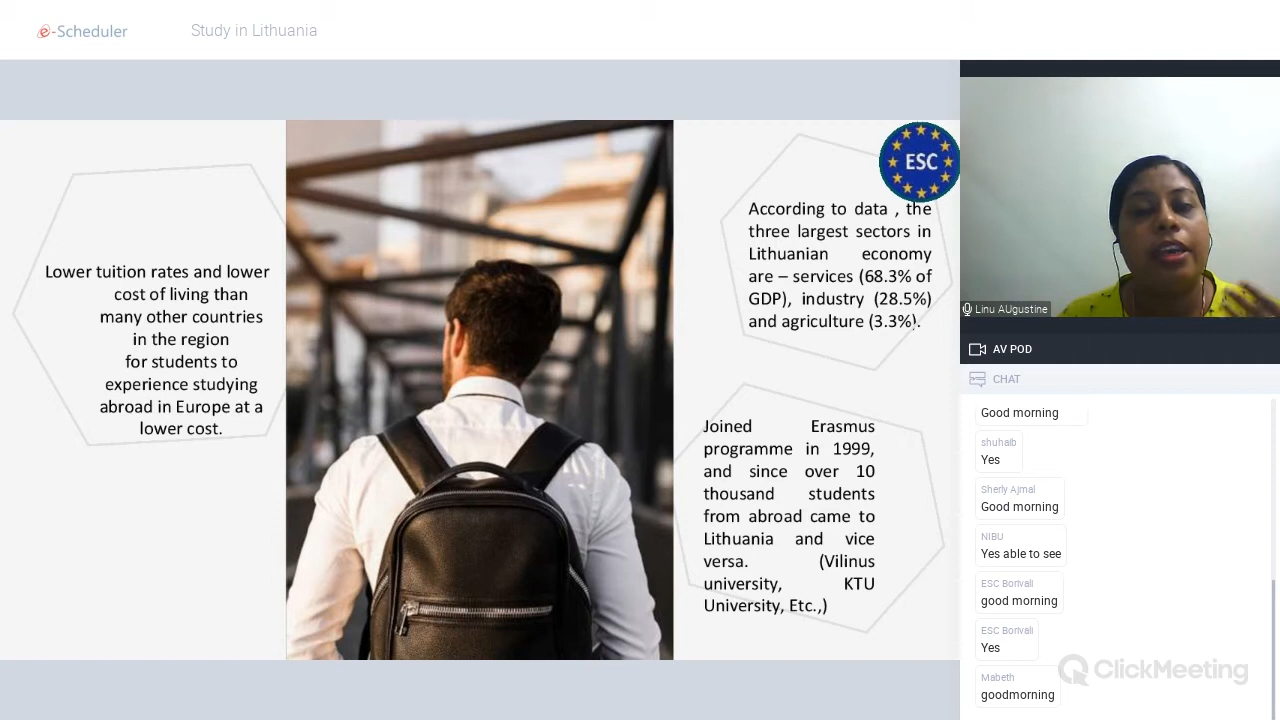 e-Scheduler
Study in Lithuania
Lower tuition rates and lower
cost of living than
many other countries
in the region
for students to
experience studying
abroad in Europe at a
lower cost.
ESC
According to data , the
three largest sectors in
Lithuanian economy
are – services (68.3% of
GDP), industry (28.5%)
and agriculture (3.3%).
Joined Erasmus
programme in 1999,
and since over 10
thousand students
from abroad came to
Lithuania and vice
versa. (Vilinus
university, KTU
University, Etc.,)
Linu AUgustine
AV POD
CHAT
Good morning
shuhaib
Yes
Sherly Ajmal
Good morning
NIBU
Yes able to see
ESC Borivali
good morning
ESC Borivali
Yes
Mabeth
goodmorning
ClickMeeting